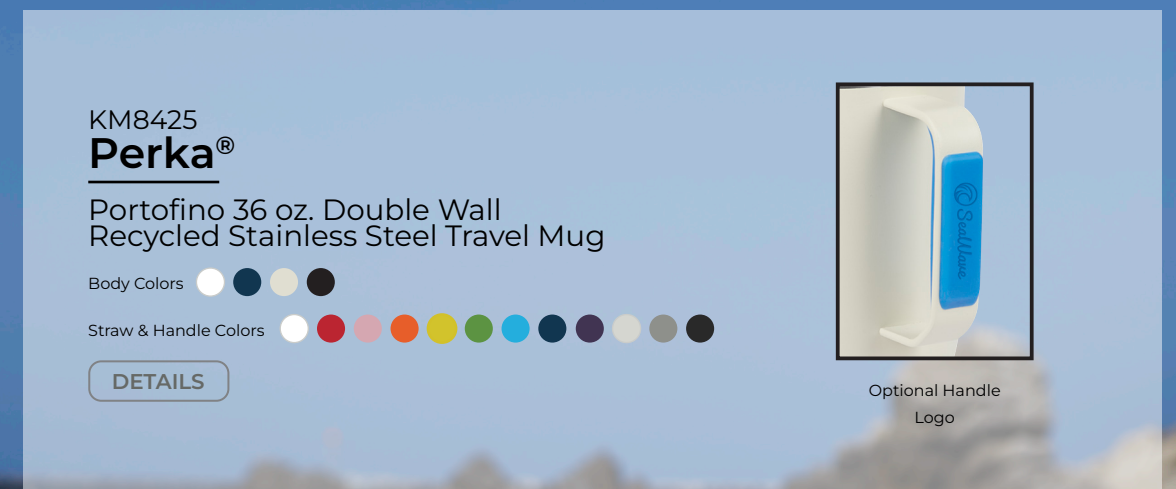 KM8425
Perka®
Portofino 36 oz. Double Wall
Recycled Stainless Steel Travel Mug
Body Colors
Straw & Handle Colors
DETAILS
SeaWave
Optional Handle
Logo